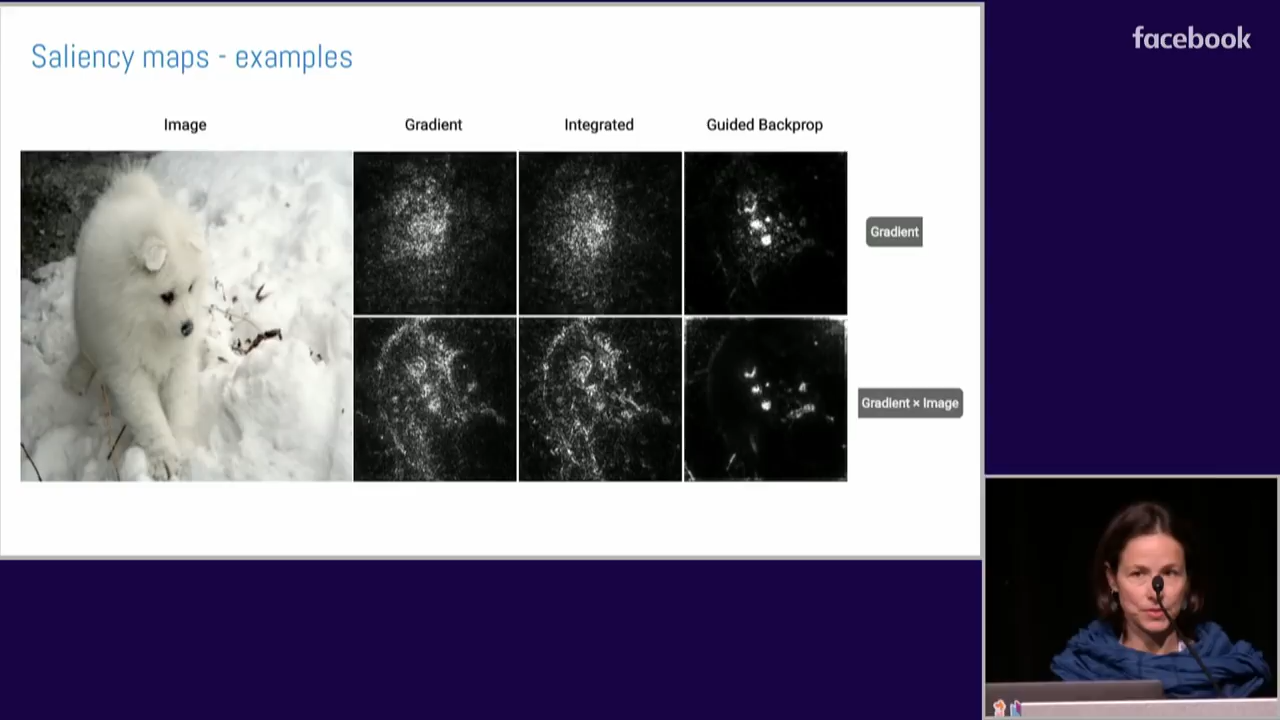 Saliency maps - examples
facebook
Image
Gradient
Integrated
Guided Backprop
Gradient
Gradient × Image